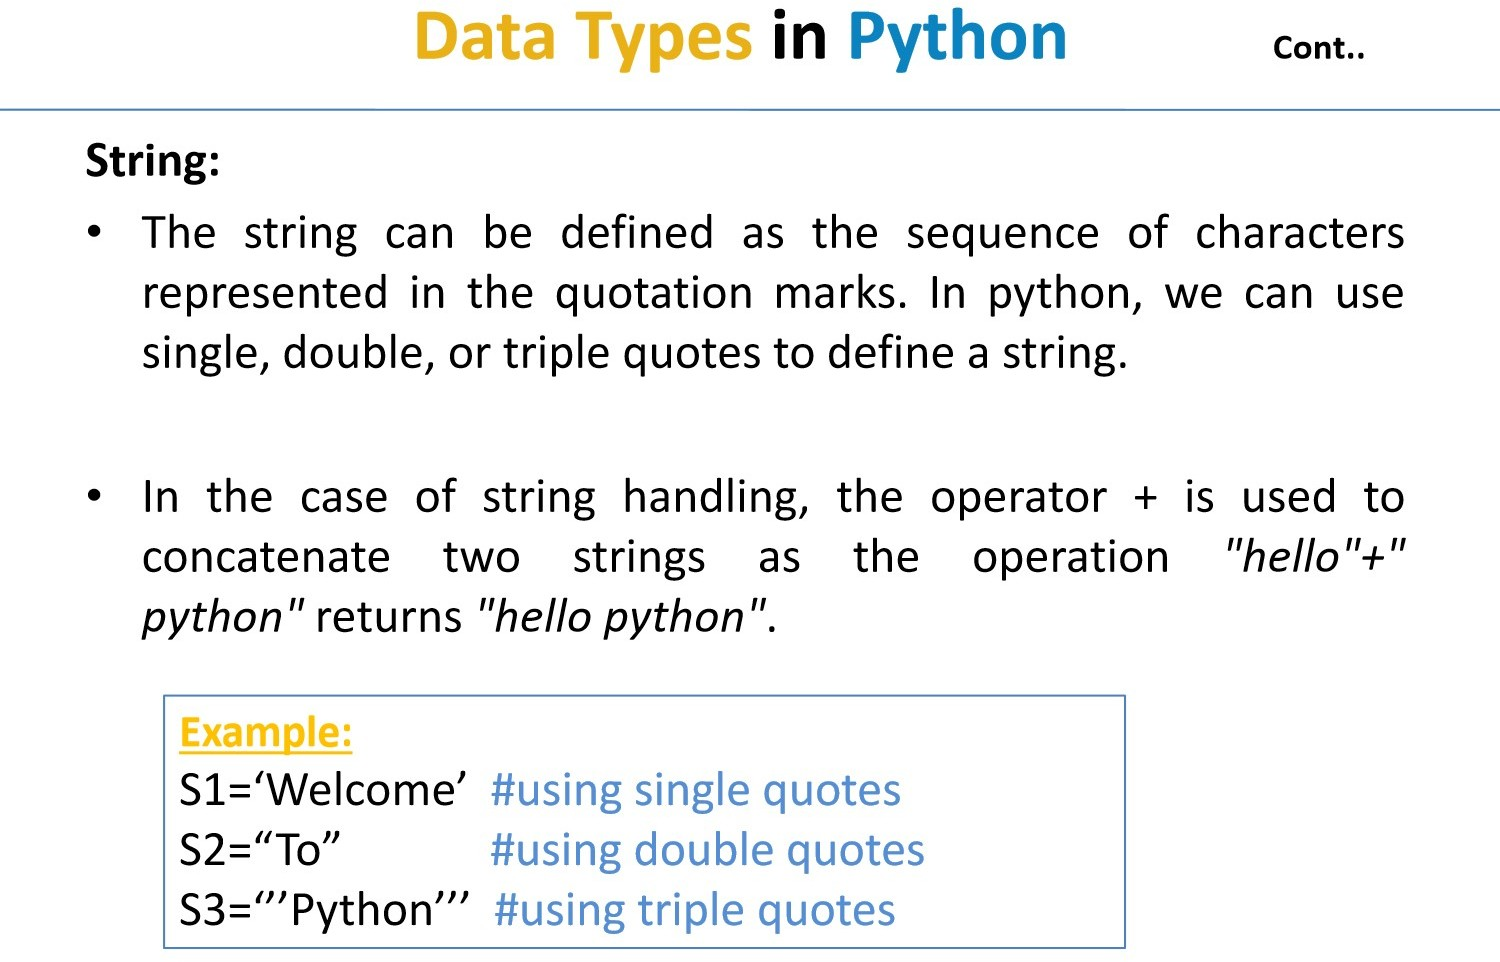 Data Types in Python
Cont..
String:
• The string can be defined as the sequence of characters
represented in the quotation marks. In python, we can use
single, double, or triple quotes to define a string.
• In the case of string handling, the operator + is used to
concatenate two strings as the operation "hello"+"
python" returns "hello python".
Example:
S1=‘Welcome’ #using single quotes
S2=“To” #using double quotes
S3=‘’’Python’’’ #using triple quotes